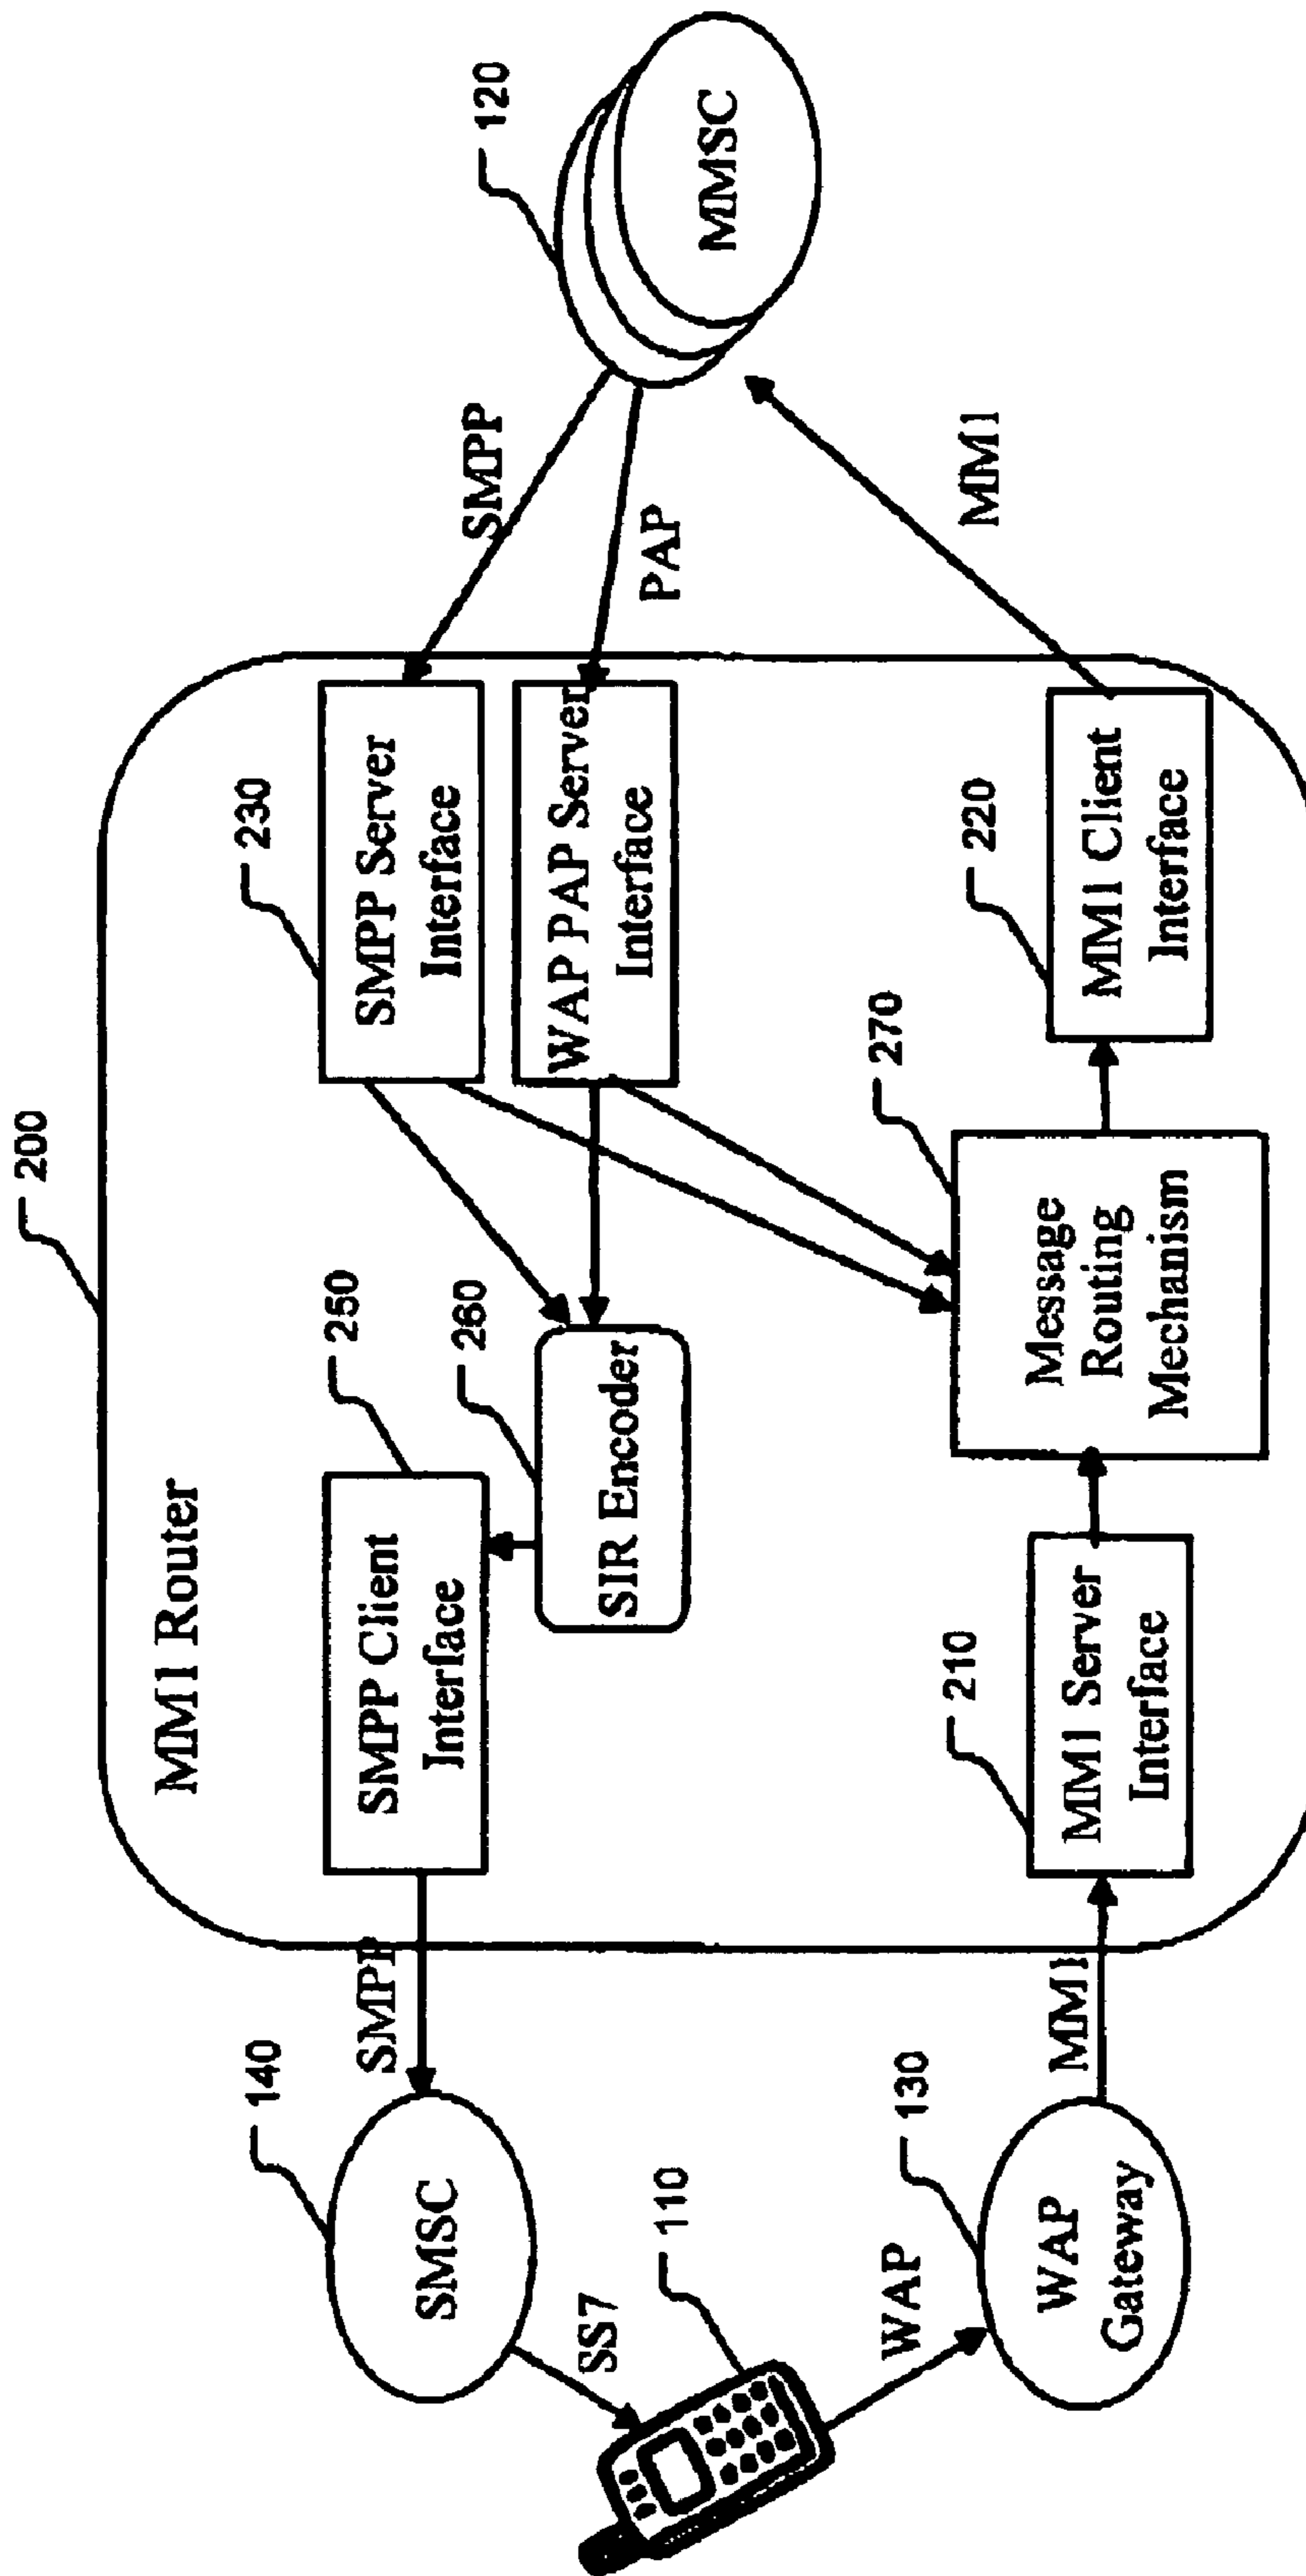 200
MM1 Router
140
SMSC
SMPP
SMPP Client
Interface
250
230
SMPP Server
Interface
SMPP
120
MMSC
SS7
110
260
SIR Encoder
WAP PAP Server
Interface
PAP
WAP
130
WAP
Gateway
MM1
210
MM1 Server
Interface
270
Message
Routing
Mechanism
220
MM1 Client
Interface
MM1